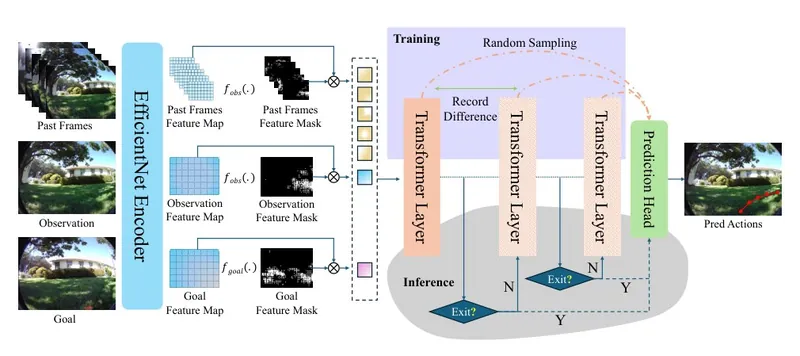 Past Frames
Observation
Goal
EfficientNet Encoder
Past Frames
Feature Map
f_obs(.)
Past Frames
Feature Mask
Observation
Feature Map
f_obs(.)
Observation
Feature Mask
Goal
Feature Map
f_goal(.)
Goal
Feature Mask
Training
Random Sampling
Record
Difference
Transformer Layer
Transformer Layer
Transformer Layer
Prediction Head
Inference
Exit?
N
Y
Exit?
N
Y
Pred Actions